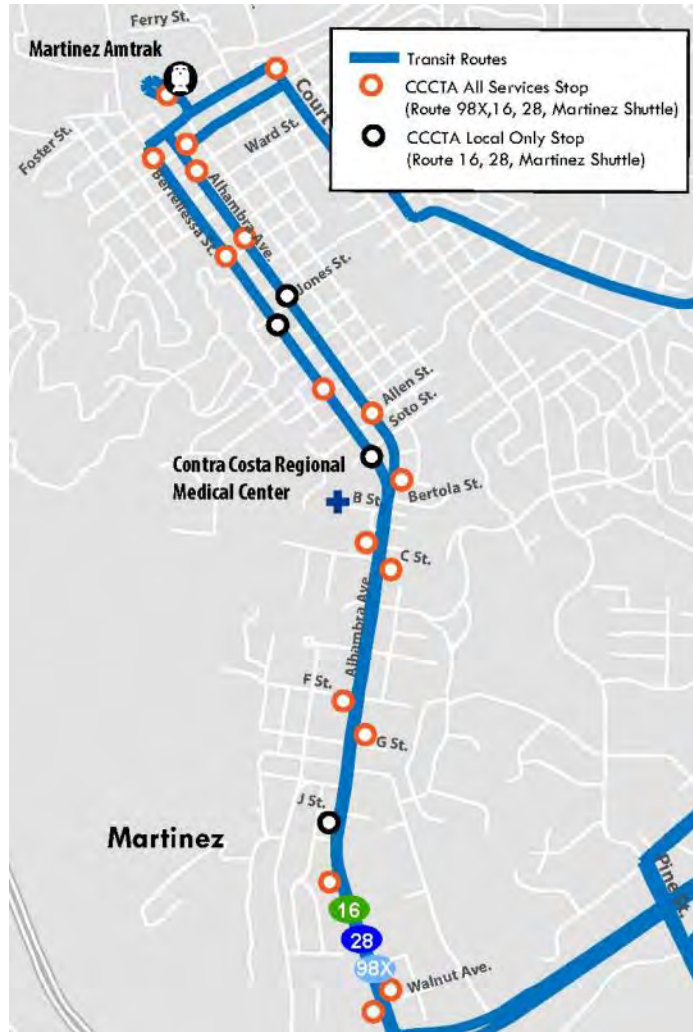 Ferry St.
Martinez Amtrak
Transit Routes
CCCTA All Services Stop
(Route 98X,16, 28, Martinez Shuttle)
CCCTA Local Only Stop
(Route 16, 28, Martinez Shuttle)
Court
Ward St.
Foster St.
Alhambra Ave.
Berrellessa St.
Jones St.
Allen St.
Soto St.
Contra Costa Regional
Medical Center
B St.
Bertola St.
C St.
Alhambra Ave.
F St.
G St.
J St.
Martinez
Pine St.
16
28
98X
Walnut Ave.